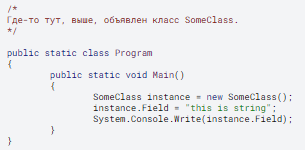 /*
Где-то тут, выше, объявлен класс SomeClass.
*/
public static class Program
{
public static void Main()
{
SomeClass instance = new SomeClass();
instance.Field = "this is string";
System.Console.Write(instance.Field);
}
}